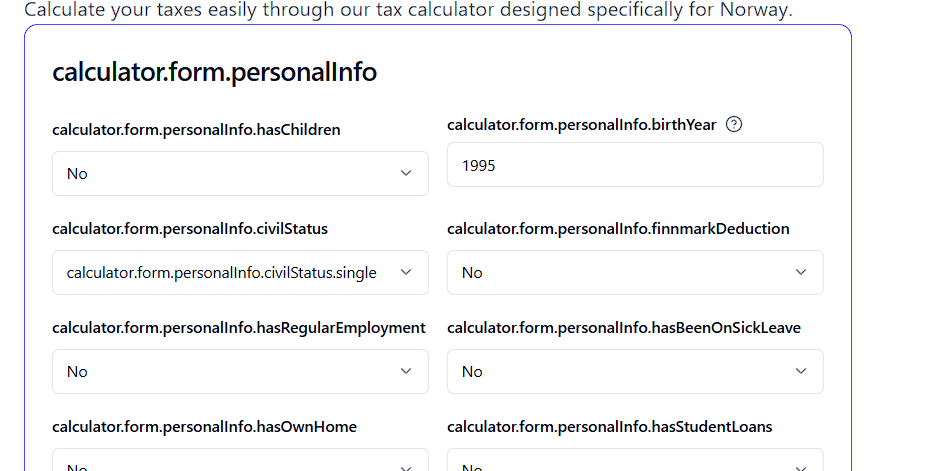 Calculate your taxes easily through our tax calculator designed specifically for Norway.
calculator.form.personalInfo
calculator.form.personalInfo.hasChildren
No
calculator.form.personalInfo.birthYear
1995
calculator.form.personalInfo.civilStatus
calculator.form.personalInfo.civilStatus.single
calculator.form.personalInfo.finnmarkDeduction
No
calculator.form.personalInfo.hasRegularEmployment
No
calculator.form.personalInfo.hasBeenOnSickLeave
No
calculator.form.personalInfo.hasOwnHome
No
calculator.form.personalInfo.hasStudentLoans
No